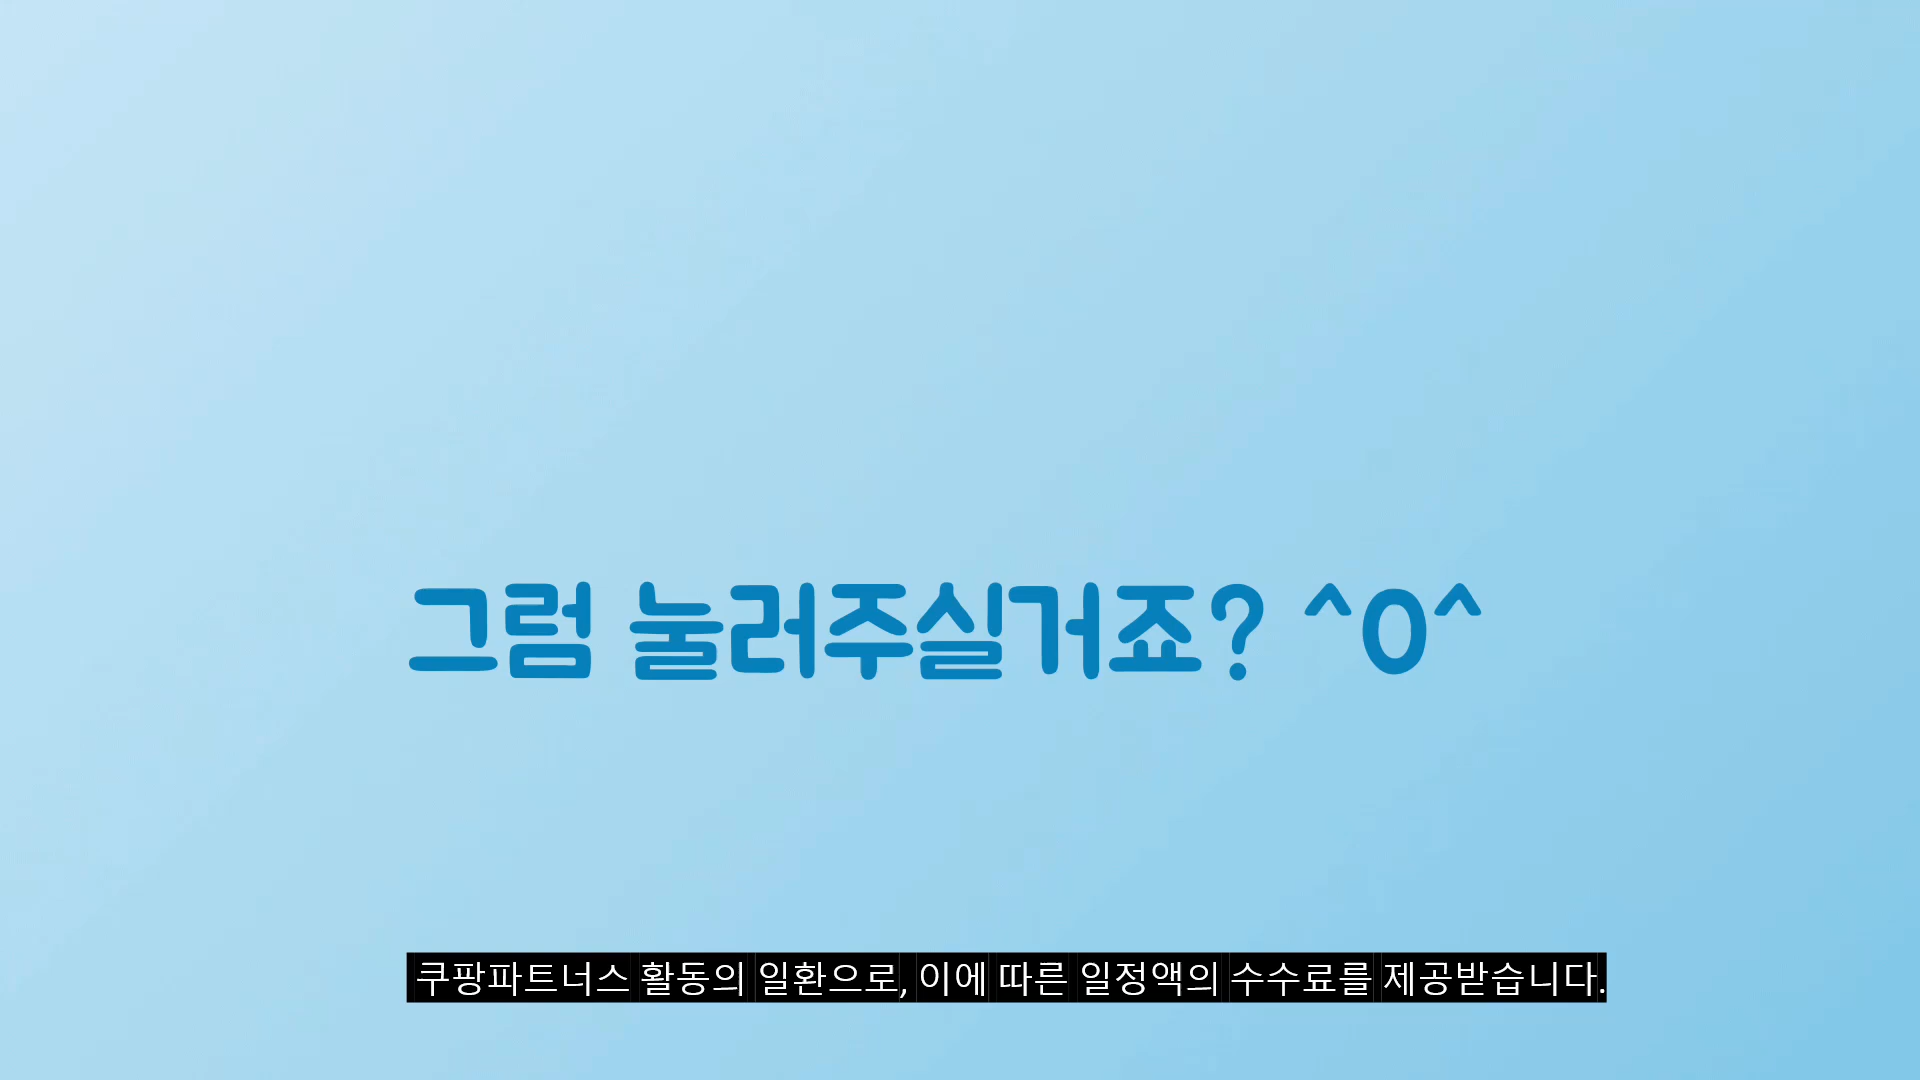 그럼 눌러주실거죠? ^0^
쿠팡파트너스 활동의 일환으로, 이에 따른 일정액의 수수료를 제공받습니다.